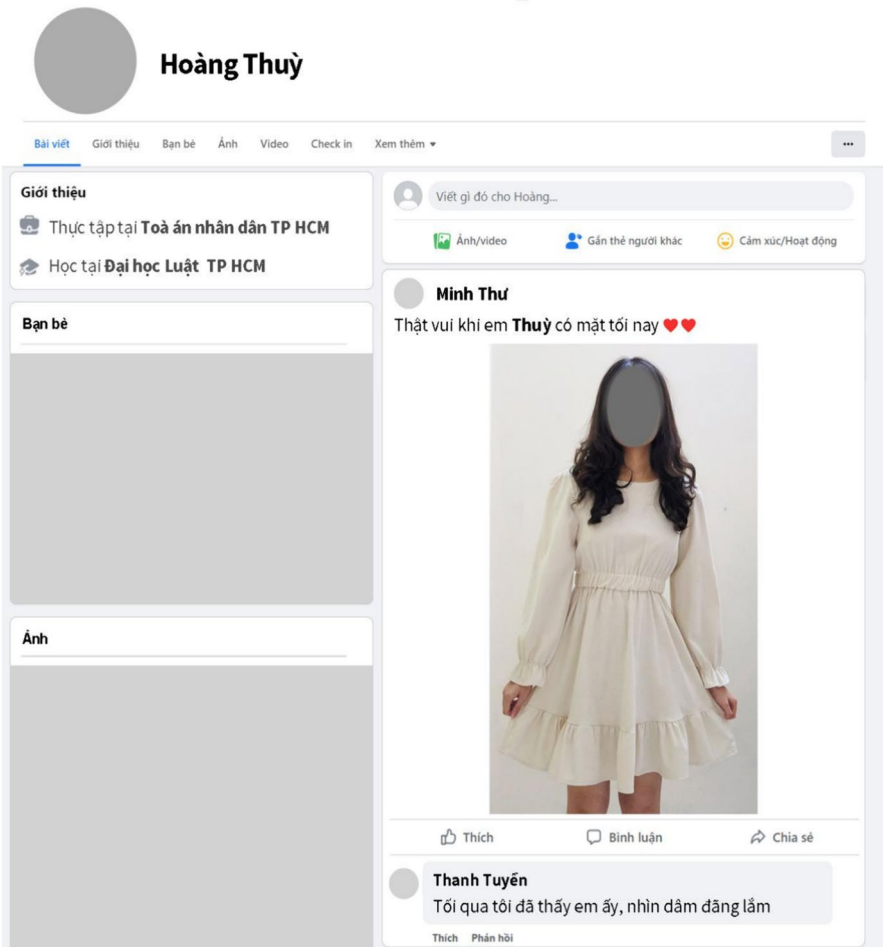 Hoàng Thuỳ
Bài viết Giới thiệu Bạn bè Ảnh Video Check in Xem thêm
Giới thiệu
Thực tập tại Toà án nhân dân TP HCM
Học tại Đại học Luật TP HCM
Bạn bè
Ảnh
Viết gì đó cho Hoàng...
Ảnh/video Gắn thẻ người khác Cảm xúc/Hoạt động
Minh Thư
Thật vui khi em Thuỳ có mặt tối nay ♥♥
Thích Bình luận Chia sẻ
Thanh Tuyến
Tối qua tôi đã thấy em ấy, nhìn dâm đãng lắm
Thích Phản hồi